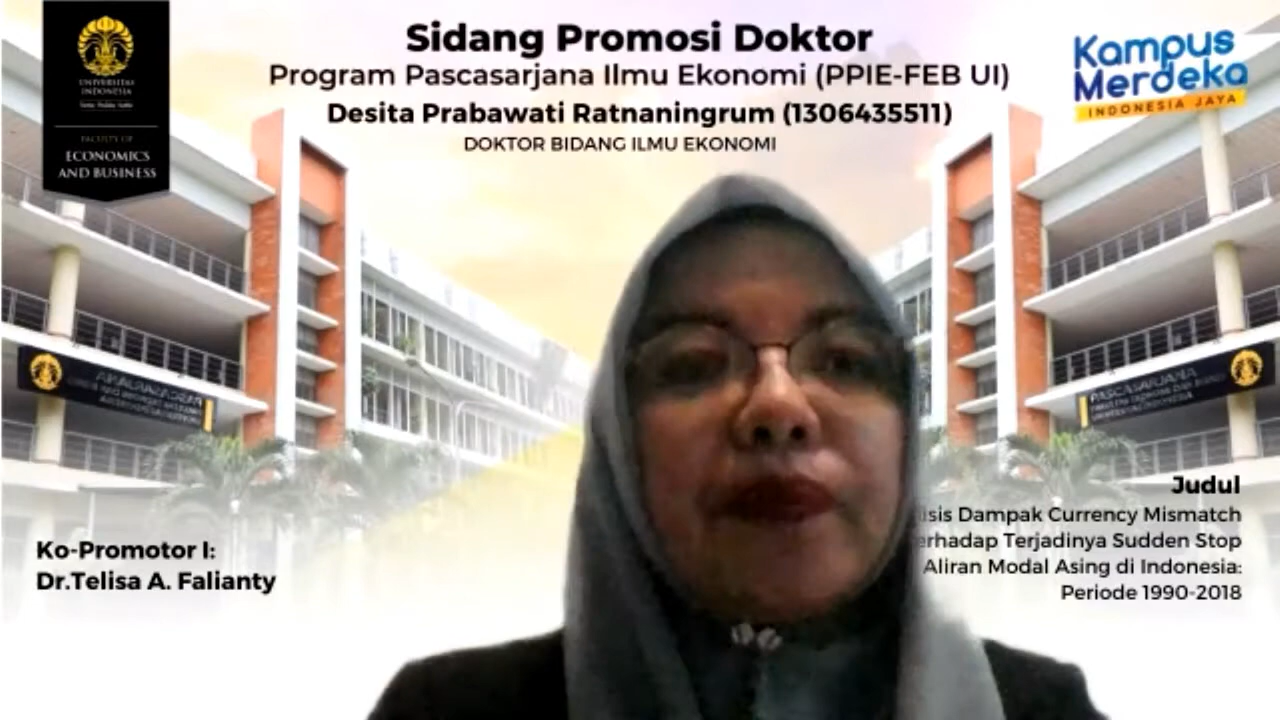 UNIVERSITAS
INDONESIA
FACULTY OF
ECONOMICS
AND BUSINESS
Sidang Promosi Doktor
Program Pascasarjana Ilmu Ekonomi (PPIE-FEB UI)
Desita Prabawati Ratnaningrum (1306435511)
DOKTOR BIDANG ILMU EKONOMI
Kampus
Merdeka
INDONESIA JAYA
PASCASARJANA
Ko-Promotor I:
Dr.Telisa A. Falianty
Judul
Dampak Currency Mismatch
Terjadinya Sudden Stop
Aliran Modal Asing di Indonesia:
Periode 1990-2018